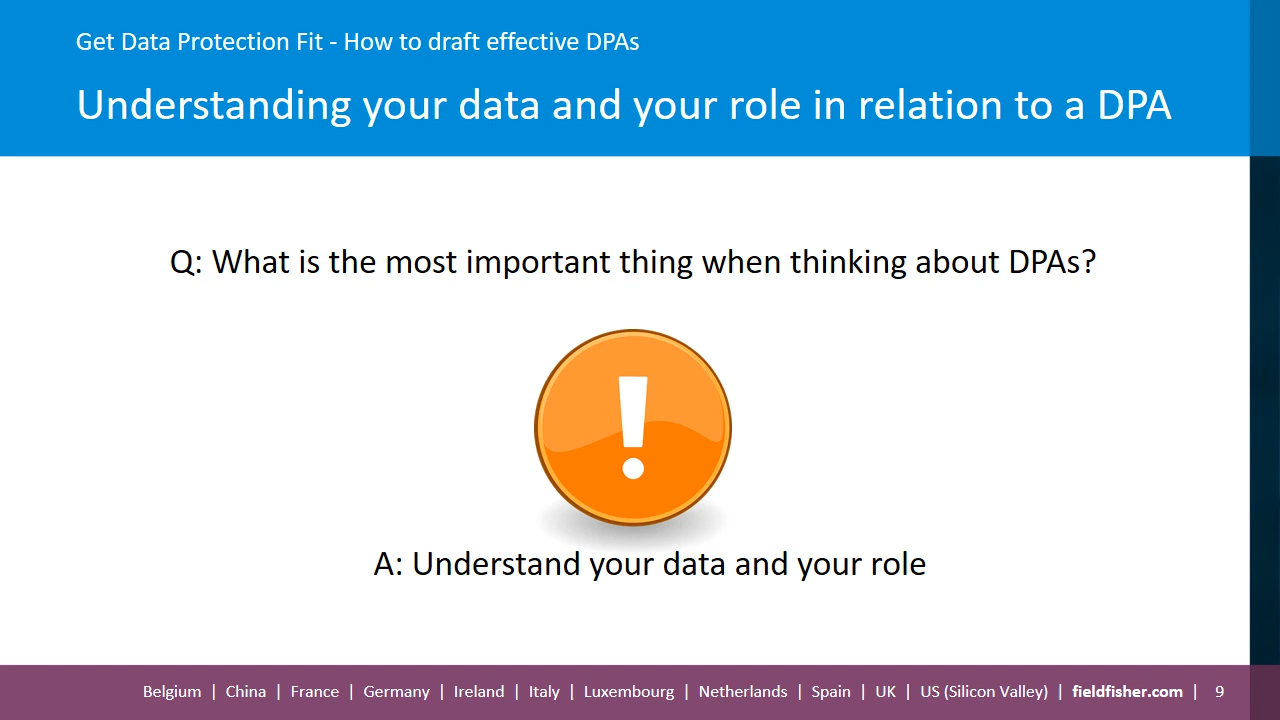 Get Data Protection Fit - How to draft effective DPAs
Understanding your data and your role in relation to a DPA
Q: What is the most important thing when thinking about DPAs?
!
A: Understand your data and your role
Belgium | China | France | Germany | Ireland | Italy | Luxembourg | Netherlands | Spain | UK | US (Silicon Valley) | fieldfisher.com | 9